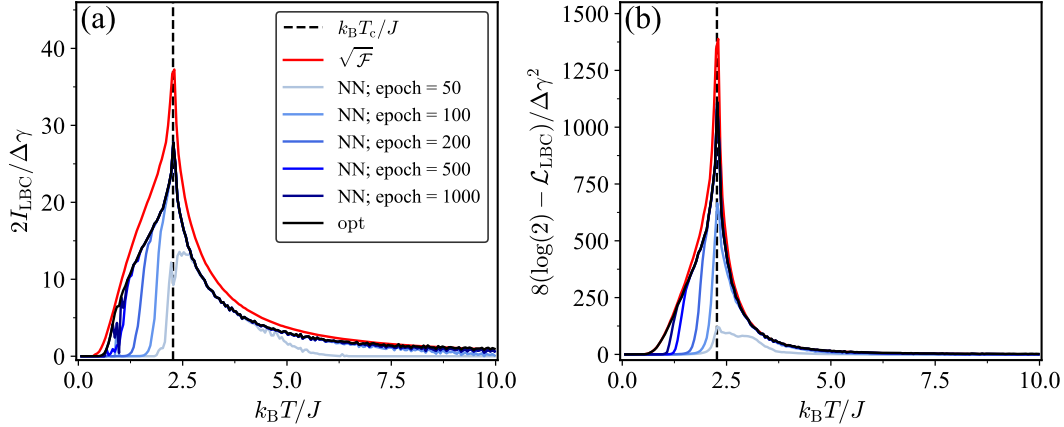 (a)
40
30
20
10
0
2I_LBC/Δγ
0.0
2.5
5.0
7.5
10.0
k_BT/J
k_BT_c/J
√ℱ
NN; epoch = 50
NN; epoch = 100
NN; epoch = 200
NN; epoch = 500
NN; epoch = 1000
opt
(b)
1500
1250
1000
750
500
250
0
8(log(2) − ℒ_LBC)/Δγ²
0.0
2.5
5.0
7.5
10.0
k_BT/J